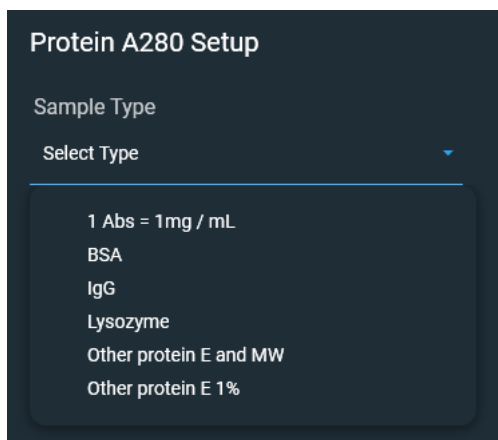 Protein A280 Setup
Sample Type
Select Type
1 Abs = 1mg / mL
BSA
IgG
Lysozyme
Other protein E and MW
Other protein E 1%